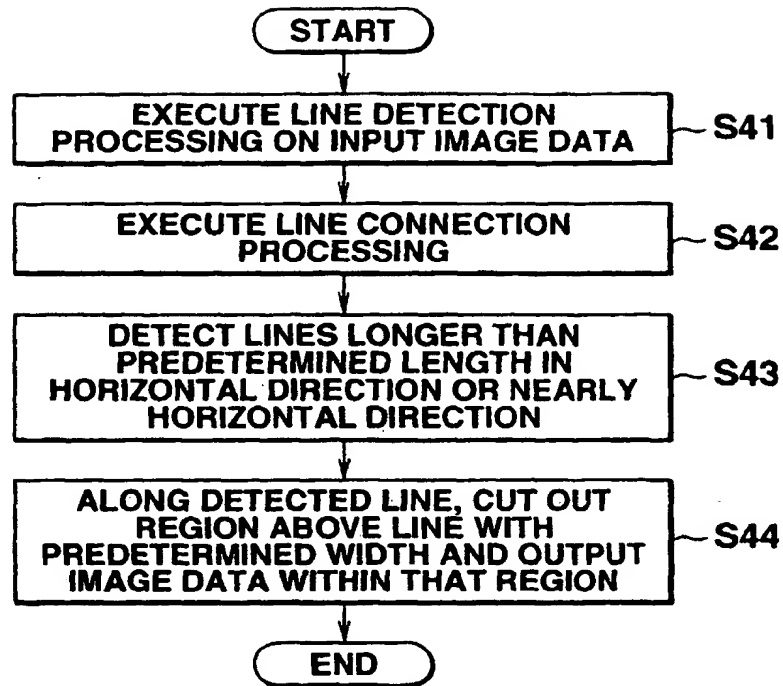 START
EXECUTE LINE DETECTION
PROCESSING ON INPUT IMAGE DATA
S41
EXECUTE LINE CONNECTION
PROCESSING
S42
DETECT LINES LONGER THAN
PREDETERMINED LENGTH IN
HORIZONTAL DIRECTION OR NEARLY
HORIZONTAL DIRECTION
S43
ALONG DETECTED LINE, CUT OUT
REGION ABOVE LINE WITH
PREDETERMINED WIDTH AND OUTPUT
IMAGE DATA WITHIN THAT REGION
S44
END